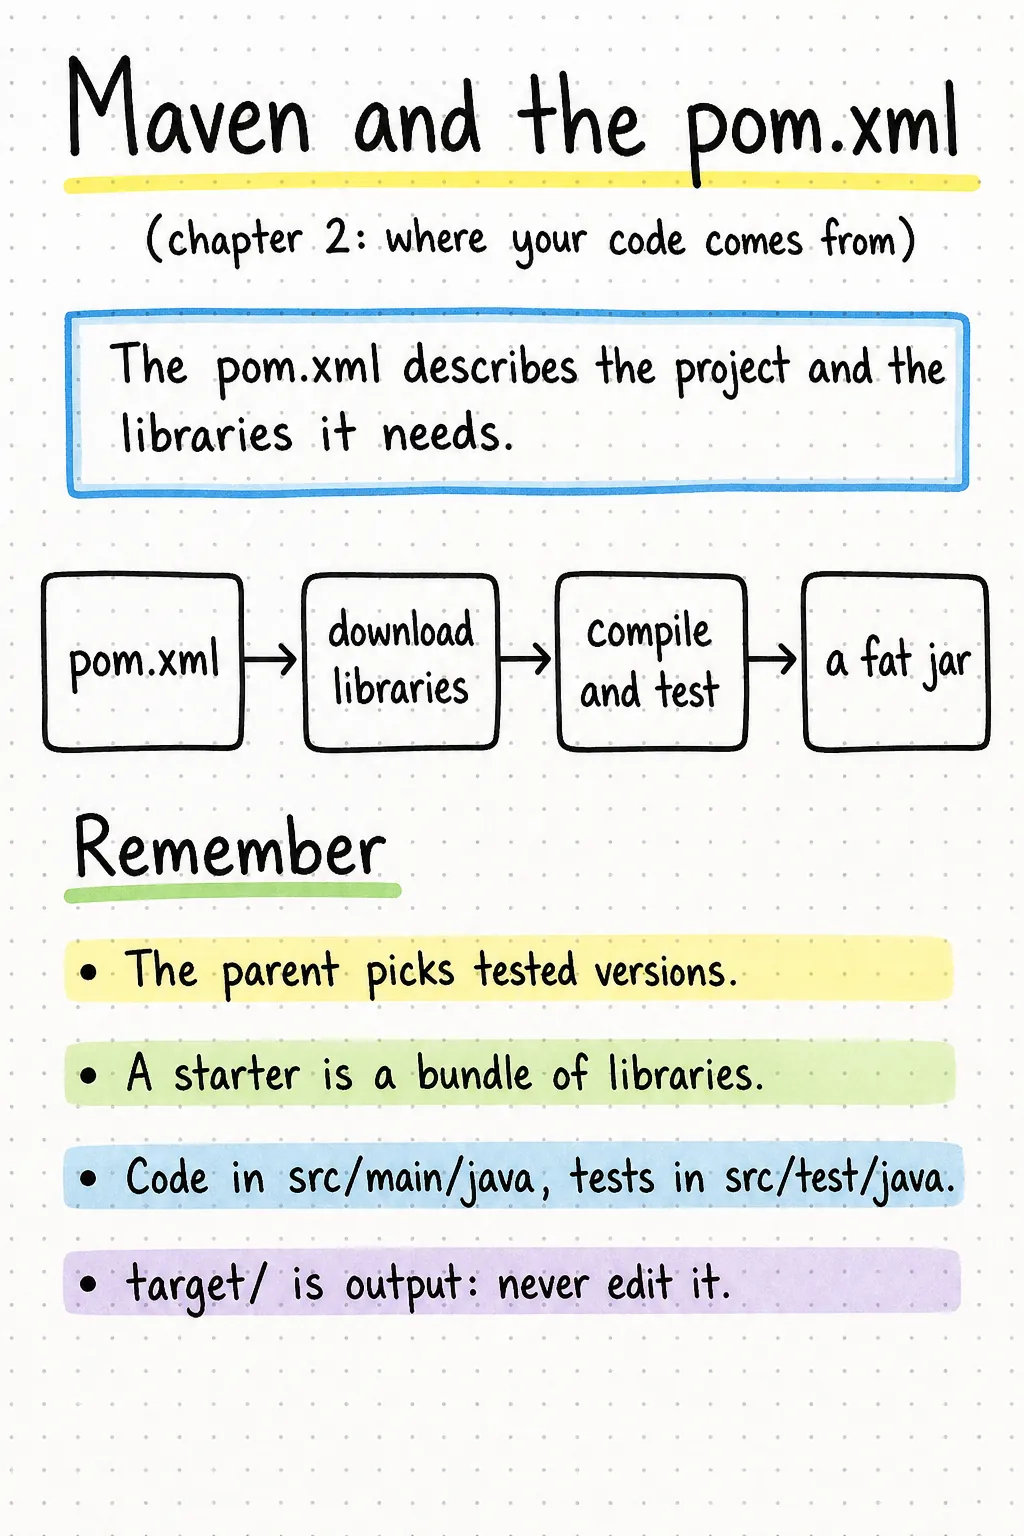 Maven and the pom.xml
(chapter 2: where your code comes from)
The pom.xml describes the project and the
libraries it needs.
pom.xml
download
libraries
compile
and test
a fat jar
Remember
• The parent picks tested versions.
• A starter is a bundle of libraries.
• Code in src/main/java, tests in src/test/java.
• target/ is output: never edit it.